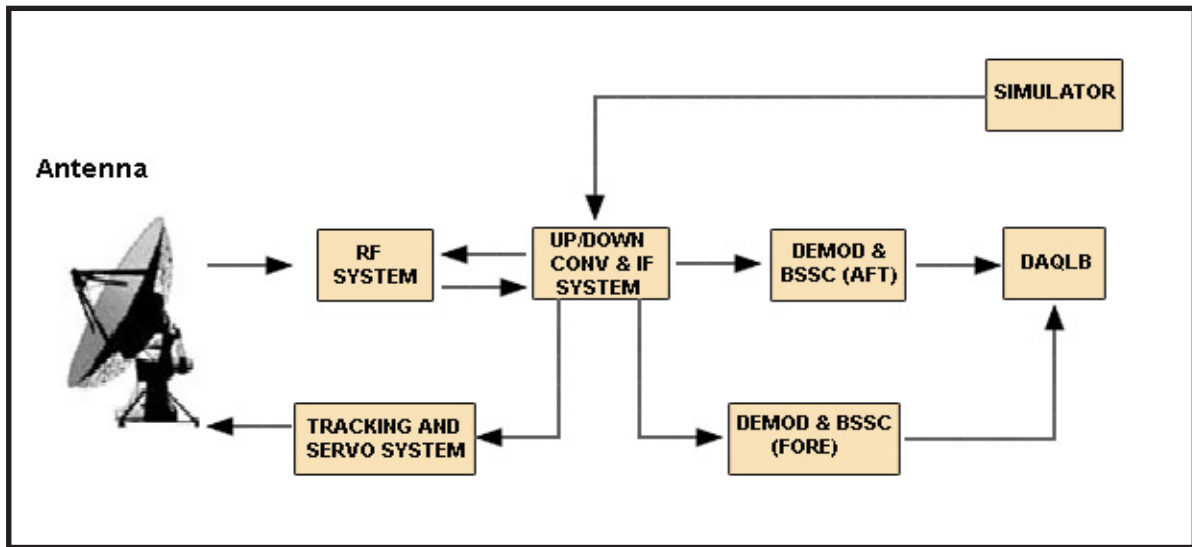 SIMULATOR
Antenna
RF
SYSTEM
UP/DOWN
CONV & IF
SYSTEM
DEMOD &
BSSC (AFT)
DAQLB
TRACKING AND
SERVO SYSTEM
DEMOD & BSSC
(FORE)